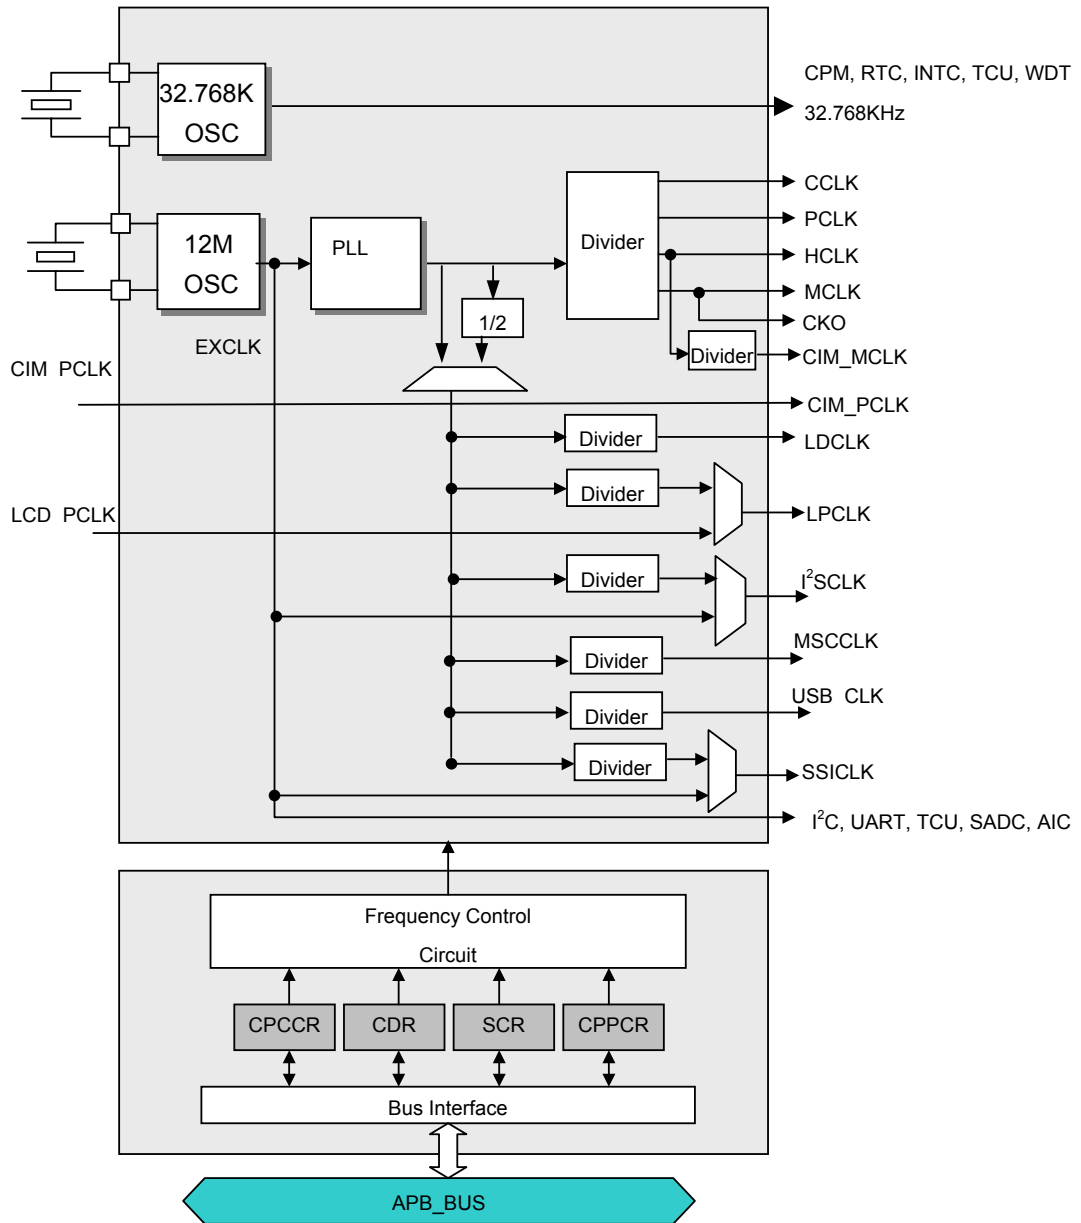 CPM, RTC, INTC, TCU, WDT
32.768K
OSC
32.768KHz
CCLK
PCLK
12M
OSC
PLL
Divider
HCLK
MCLK
1/2
CKO
EXCLK
Divider
CIM_MCLK
CIM PCLK
CIM_PCLK
Divider
LDCLK
Divider
LCD PCLK
LPCLK
Divider
I²SCLK
MSCCLK
Divider
USB CLK
Divider
Divider
SSICLK
I²C, UART, TCU, SADC, AIC
Frequency Control
Circuit
CPCCR
CDR
SCR
CPPCR
Bus Interface
APB_BUS